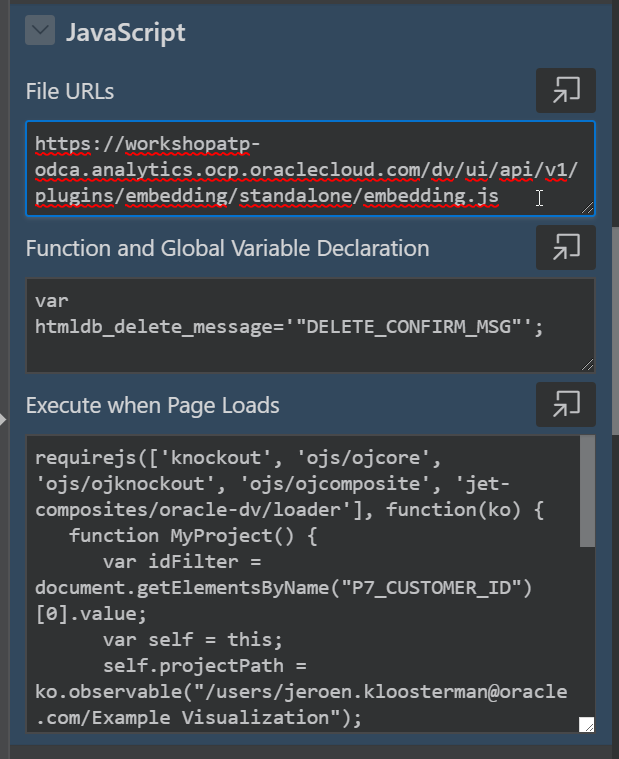 JavaScript
File URLs
https://workshopatp-
odca.analytics.ocp.oraclecloud.com/dv/ui/api/v1/
plugins/embedding/standalone/embedding.js
Function and Global Variable Declaration
var
htmldb_delete_message='"DELETE_CONFIRM_MSG"';
Execute when Page Loads
requirejs(['knockout', 'ojs/ojcore',
'ojs/ojknockout', 'ojs/ojcomposite', 'jet-
composites/oracle-dv/loader'], function(ko) {
function MyProject() {
var idFilter =
document.getElementsByName("P7_CUSTOMER_ID")
[0].value;
var self = this;
self.projectPath =
ko.observable("/users/jeroen.kloosterman@oracle
.com/Example Visualization");